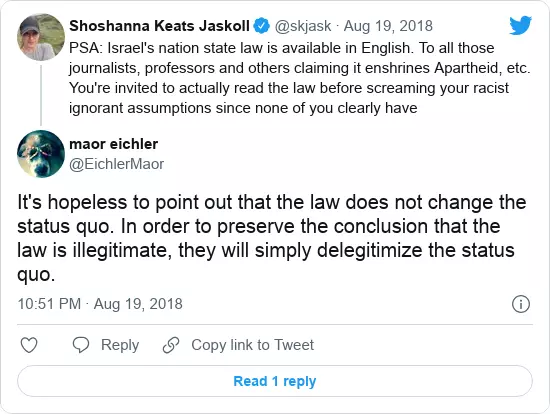 Shoshanna Keats Jaskoll @skjask · Aug 19, 2018
PSA: Israel's nation state law is available in English. To all those
journalists, professors and others claiming it enshrines Apartheid, etc.
You're invited to actually read the law before screaming your racist
ignorant assumptions since none of you clearly have
maor eichler
@EichlerMaor
It's hopeless to point out that the law does not change the
status quo. In order to preserve the conclusion that the
law is illegitimate, they will simply delegitimize the status
quo.
10:51 PM · Aug 19, 2018
Reply Copy link to Tweet
Read 1 reply